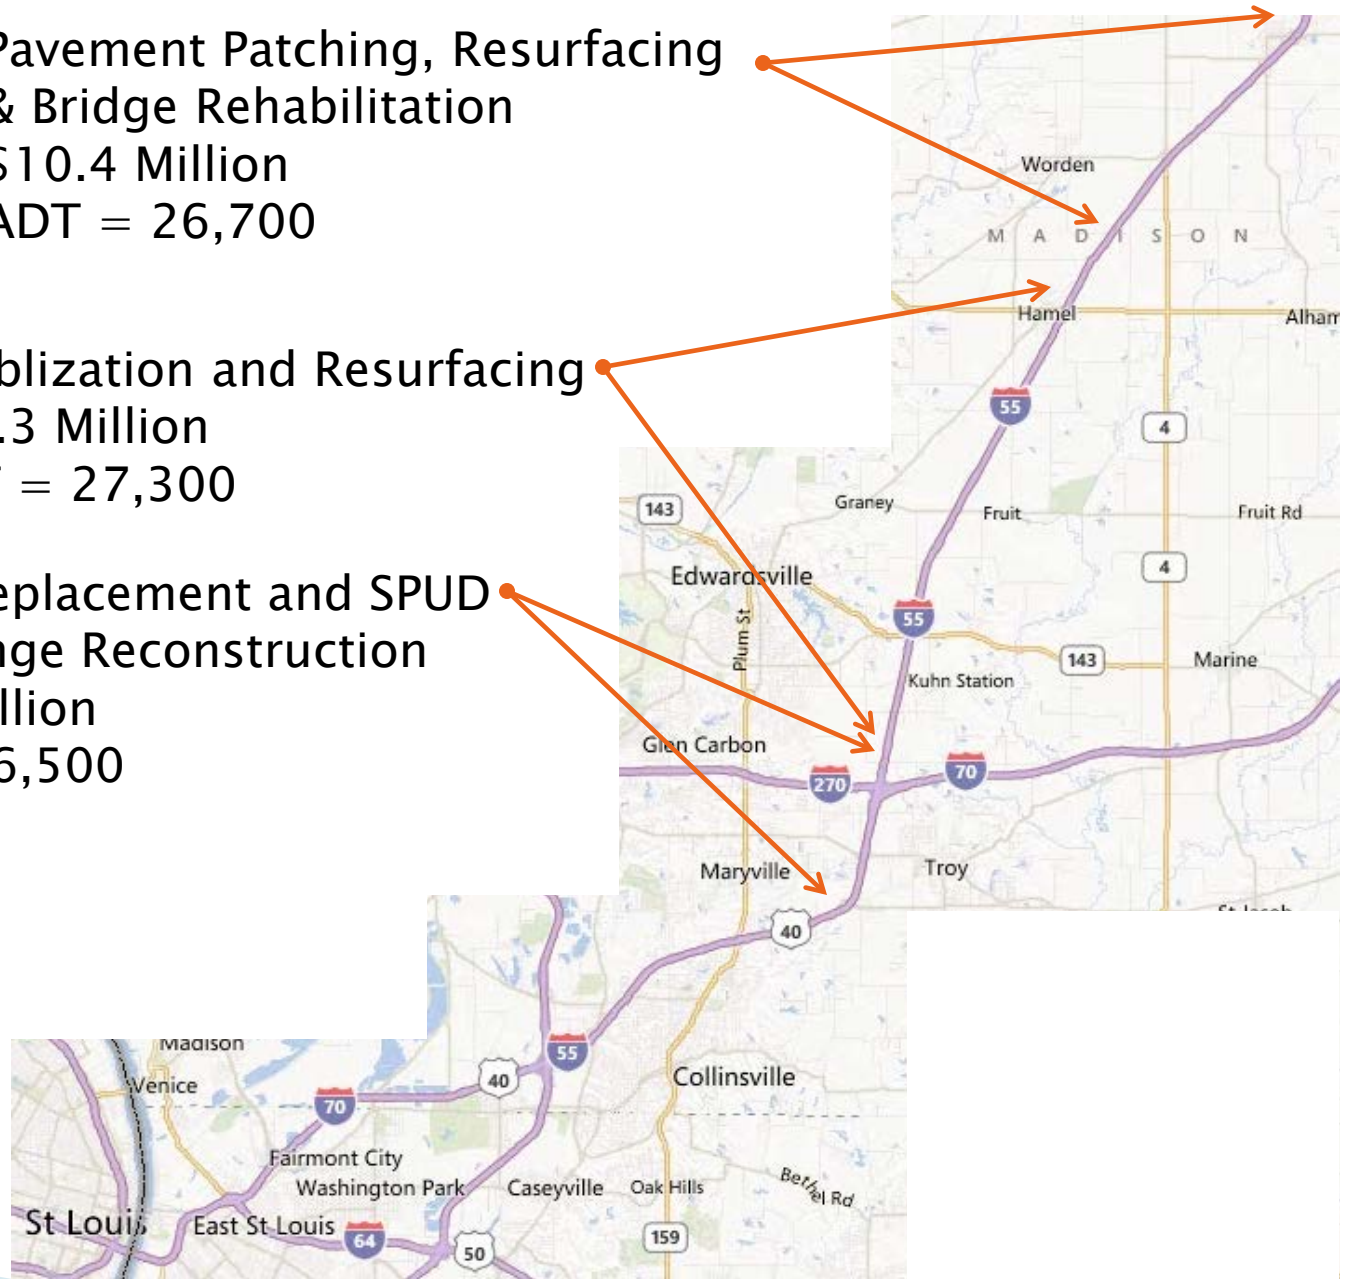 Pavement Patching, Resurfacing
& Bridge Rehabilitation
$10.4 Million
ADT = 26,700
blization and Resurfacing
.3 Million
= 27,300
eplacement and SPUD
nge Reconstruction
llion
6,500
Worden
M A D I S O N
Hamel
Alham
55
4
143
Graney
Fruit
Fruit Rd
Edwardsville
4
55
Plum St
143
Marine
Kuhn Station
Glen Carbon
270
70
Maryville
Troy
St Jacob
40
Madison
55
Venice
40
Collinsville
70
Fairmont City
Washington Park
Caseyville
Oak Hills
Bethel Rd
St Louis
East St Louis
64
50
159